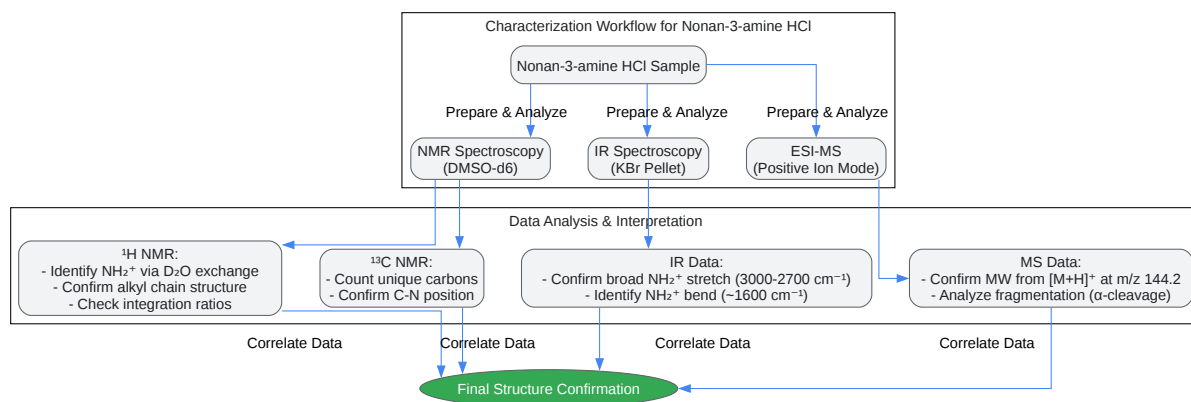 Characterization Workflow for Nonan-3-amine HCl
Nonan-3-amine HCl Sample
Prepare & Analyze
Prepare & Analyze
Prepare & Analyze
NMR Spectroscopy
(DMSO-d6)
IR Spectroscopy
(KBr Pellet)
ESI-MS
(Positive Ion Mode)
Data Analysis & Interpretation
¹H NMR:
- Identify NH₂⁺ via D₂O exchange
- Confirm alkyl chain structure
- Check integration ratios
¹³C NMR:
- Count unique carbons
- Confirm C-N position
IR Data:
- Confirm broad NH₂⁺ stretch (3000-2700 cm⁻¹)
- Identify NH₂⁺ bend (~1600 cm⁻¹)
MS Data:
- Confirm MW from [M+H]⁺ at m/z 144.2
- Analyze fragmentation (α-cleavage)
Correlate Data
Correlate Data
Correlate Data
Correlate Data
Final Structure Confirmation